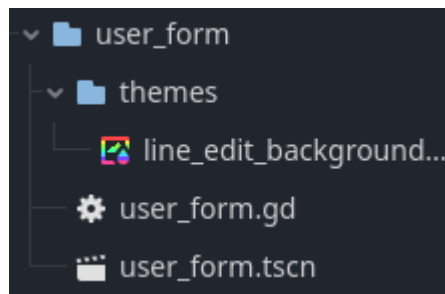 user_form
themes
line_edit_background...
user_form.gd
user_form.tscn